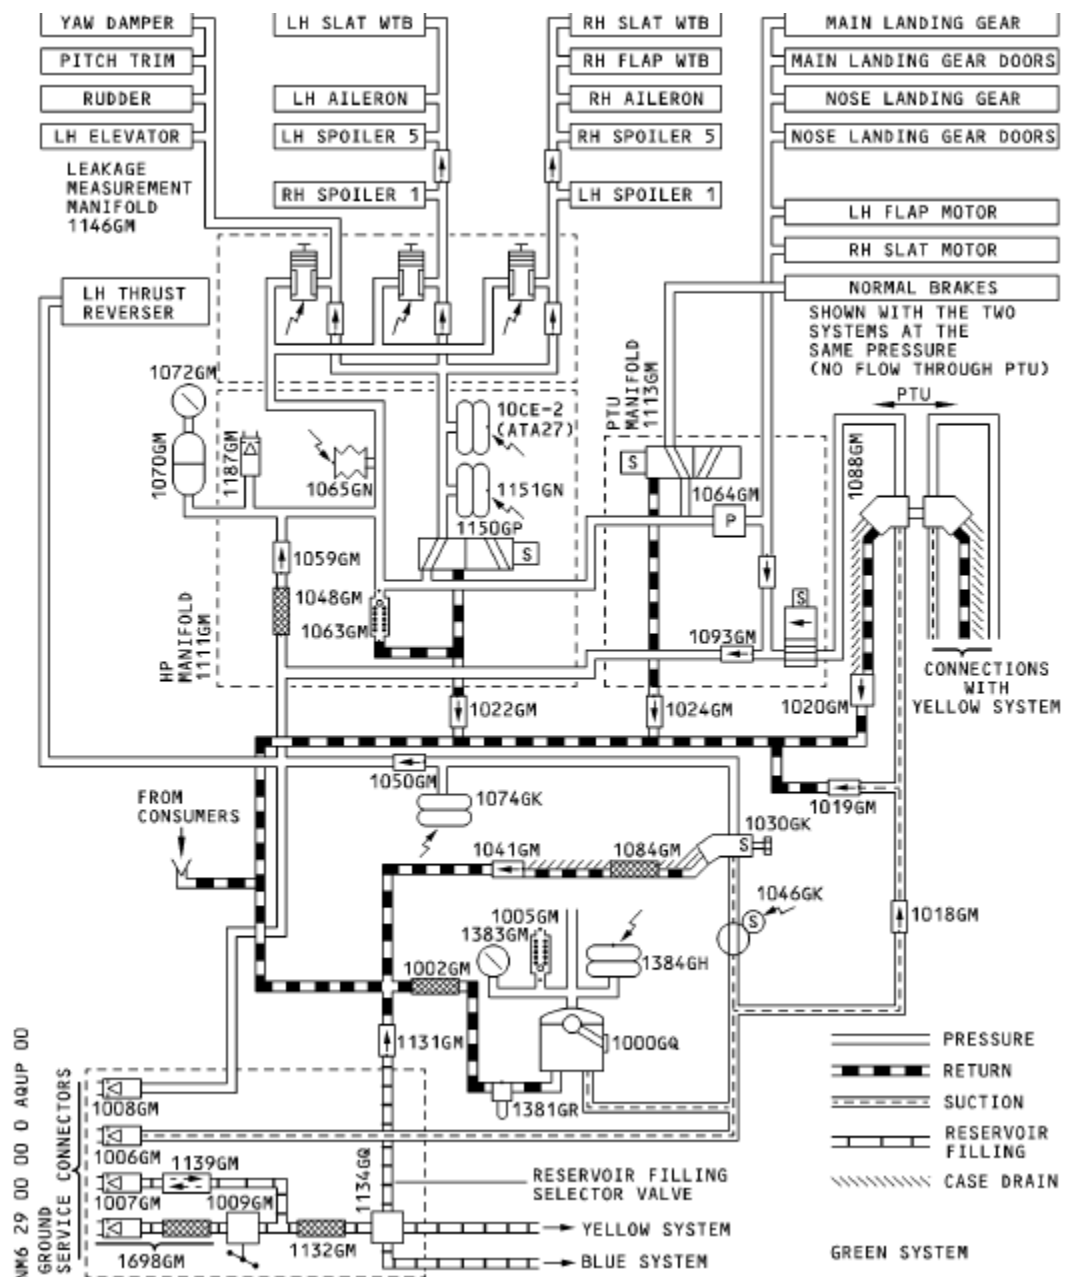 YAW DAMPER
PITCH TRIM
RUDDER
LH ELEVATOR
LEAKAGE
MEASUREMENT
MANIFOLD
1146GM
LH SLAT WTB
LH AILERON
LH SPOILER 5
RH SPOILER 1
RH SLAT WTB
RH FLAP WTB
RH AILERON
RH SPOILER 5
LH SPOILER 1
MAIN LANDING GEAR
MAIN LANDING GEAR DOORS
NOSE LANDING GEAR
NOSE LANDING GEAR DOORS
LH FLAP MOTOR
RH SLAT MOTOR
NORMAL BRAKES
SHOWN WITH THE TWO
SYSTEMS AT THE
SAME PRESSURE
(NO FLOW THROUGH PTU)
PTU
LH THRUST
REVERSER
1072GM
1070GM
1187GM
1065GN
10CE-2
(ATA27)
1151GN
1150GP
S
PTU
MANIFOLD
1113GM
S
1064GM
P
1088GM
1059GM
1048GM
1063GM
HP
MANIFOLD
1111GM
S
1093GM
CONNECTIONS
WITH
YELLOW SYSTEM
1022GM
1024GM
1020GM
1050GM
1074GK
1019GM
FROM
CONSUMERS
1041GM
1084GM
1030GK
S
1046GK
S
1005GM
1383GM
1384GH
1018GM
1002GM
1131GM
1000GQ
1381GR
PRESSURE
RETURN
SUCTION
RESERVOIR
FILLING
CASE DRAIN
NM6 29 00 00 0 AQUP 00
GROUND
SERVICE CONNECTORS
1008GM
1006GM
1139GM
1007GM
1009GM
1698GM
1132GM
1134GQ
RESERVOIR FILLING
SELECTOR VALVE
YELLOW SYSTEM
BLUE SYSTEM
GREEN SYSTEM